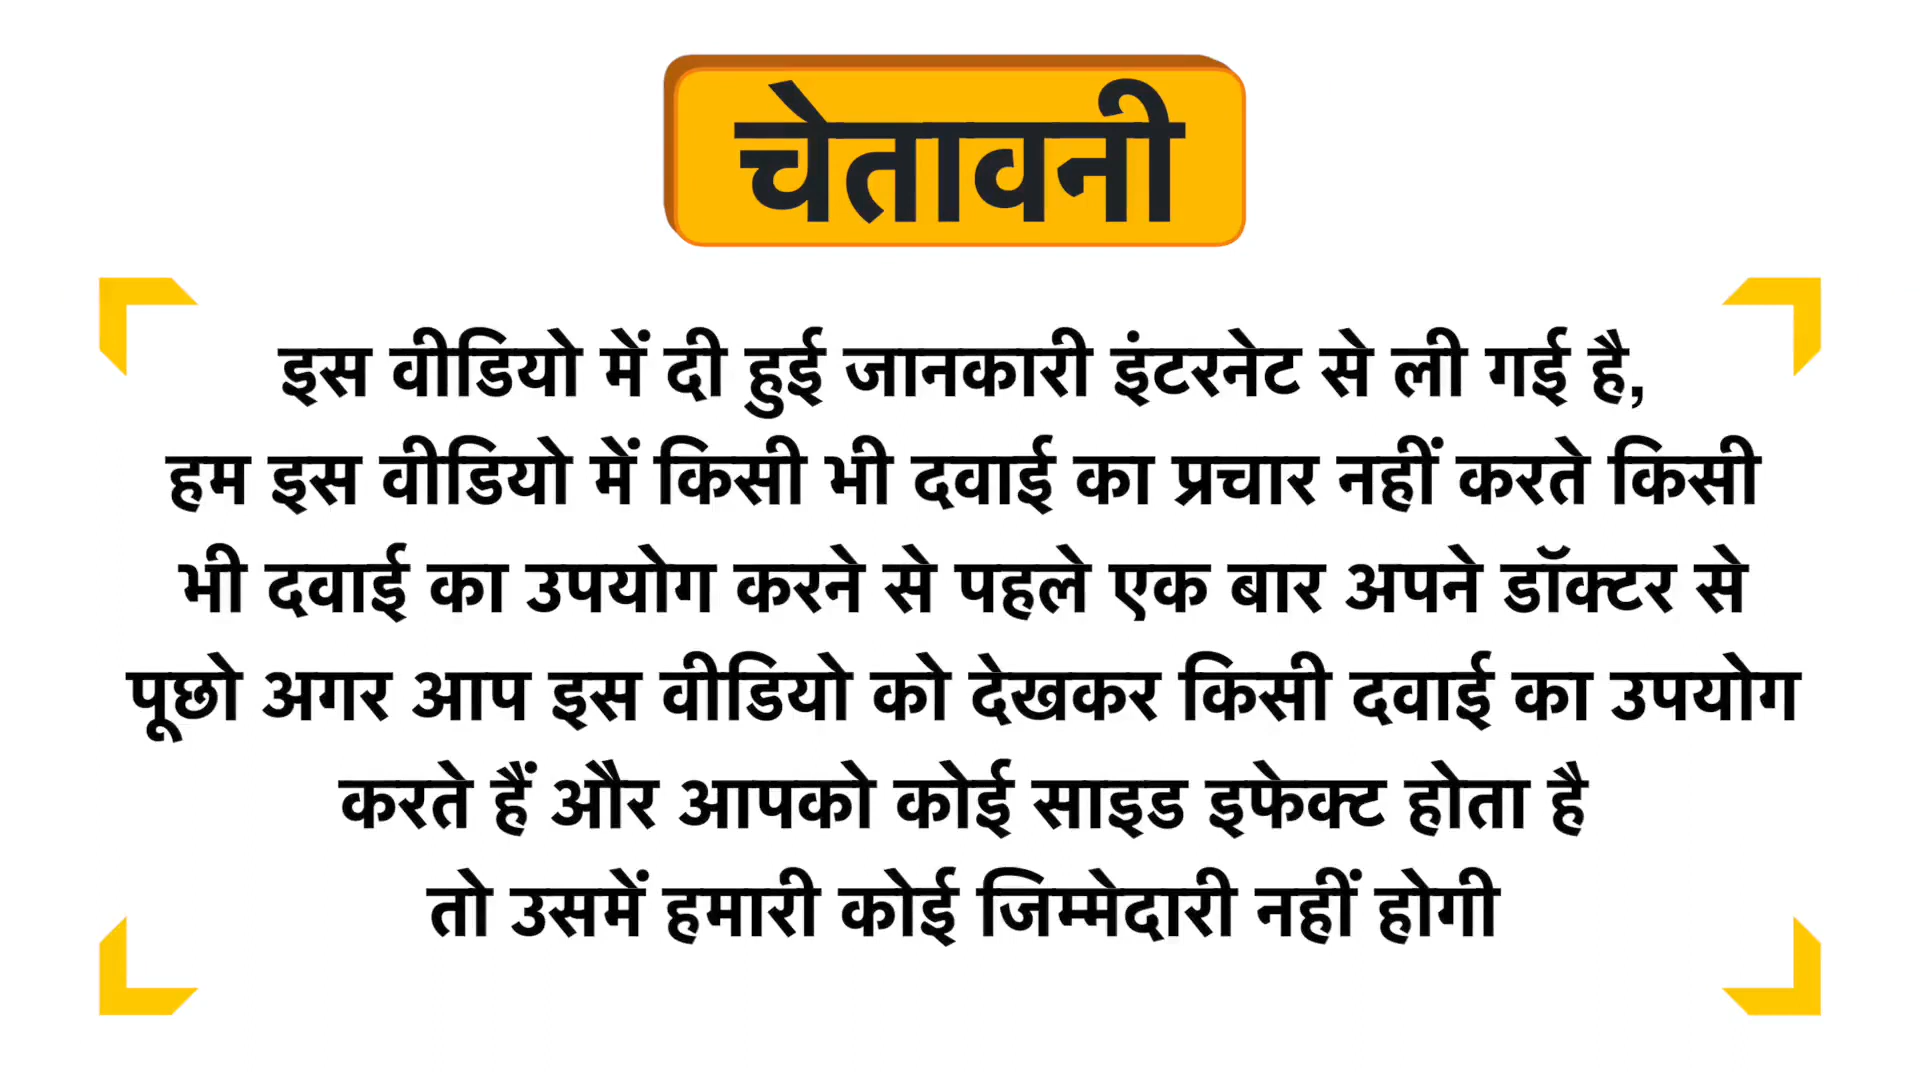 चेतावनी
इस वीडियो में दी हुई जानकारी इंटरनेट से ली गई है,
हम इस वीडियो में किसी भी दवाई का प्रचार नहीं करते किसी
भी दवाई का उपयोग करने से पहले एक बार अपने डॉक्टर से
पूछो अगर आप इस वीडियो को देखकर किसी दवाई का उपयोग
करते हैं और आपको कोई साइड इफेक्ट होता है
तो उसमें हमारी कोई जिम्मेदारी नहीं होगी